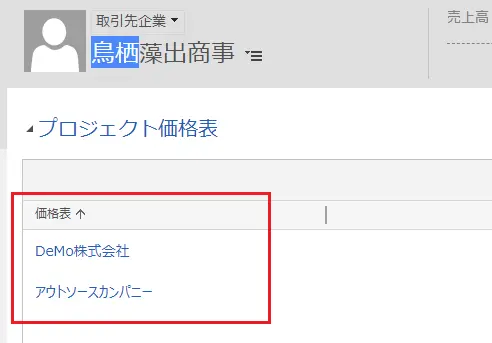 取引先企業
売上高
鳥栖藻出商事
プロジェクト価格表
価格表
DeMo株式会社
アウトソースカンパニー